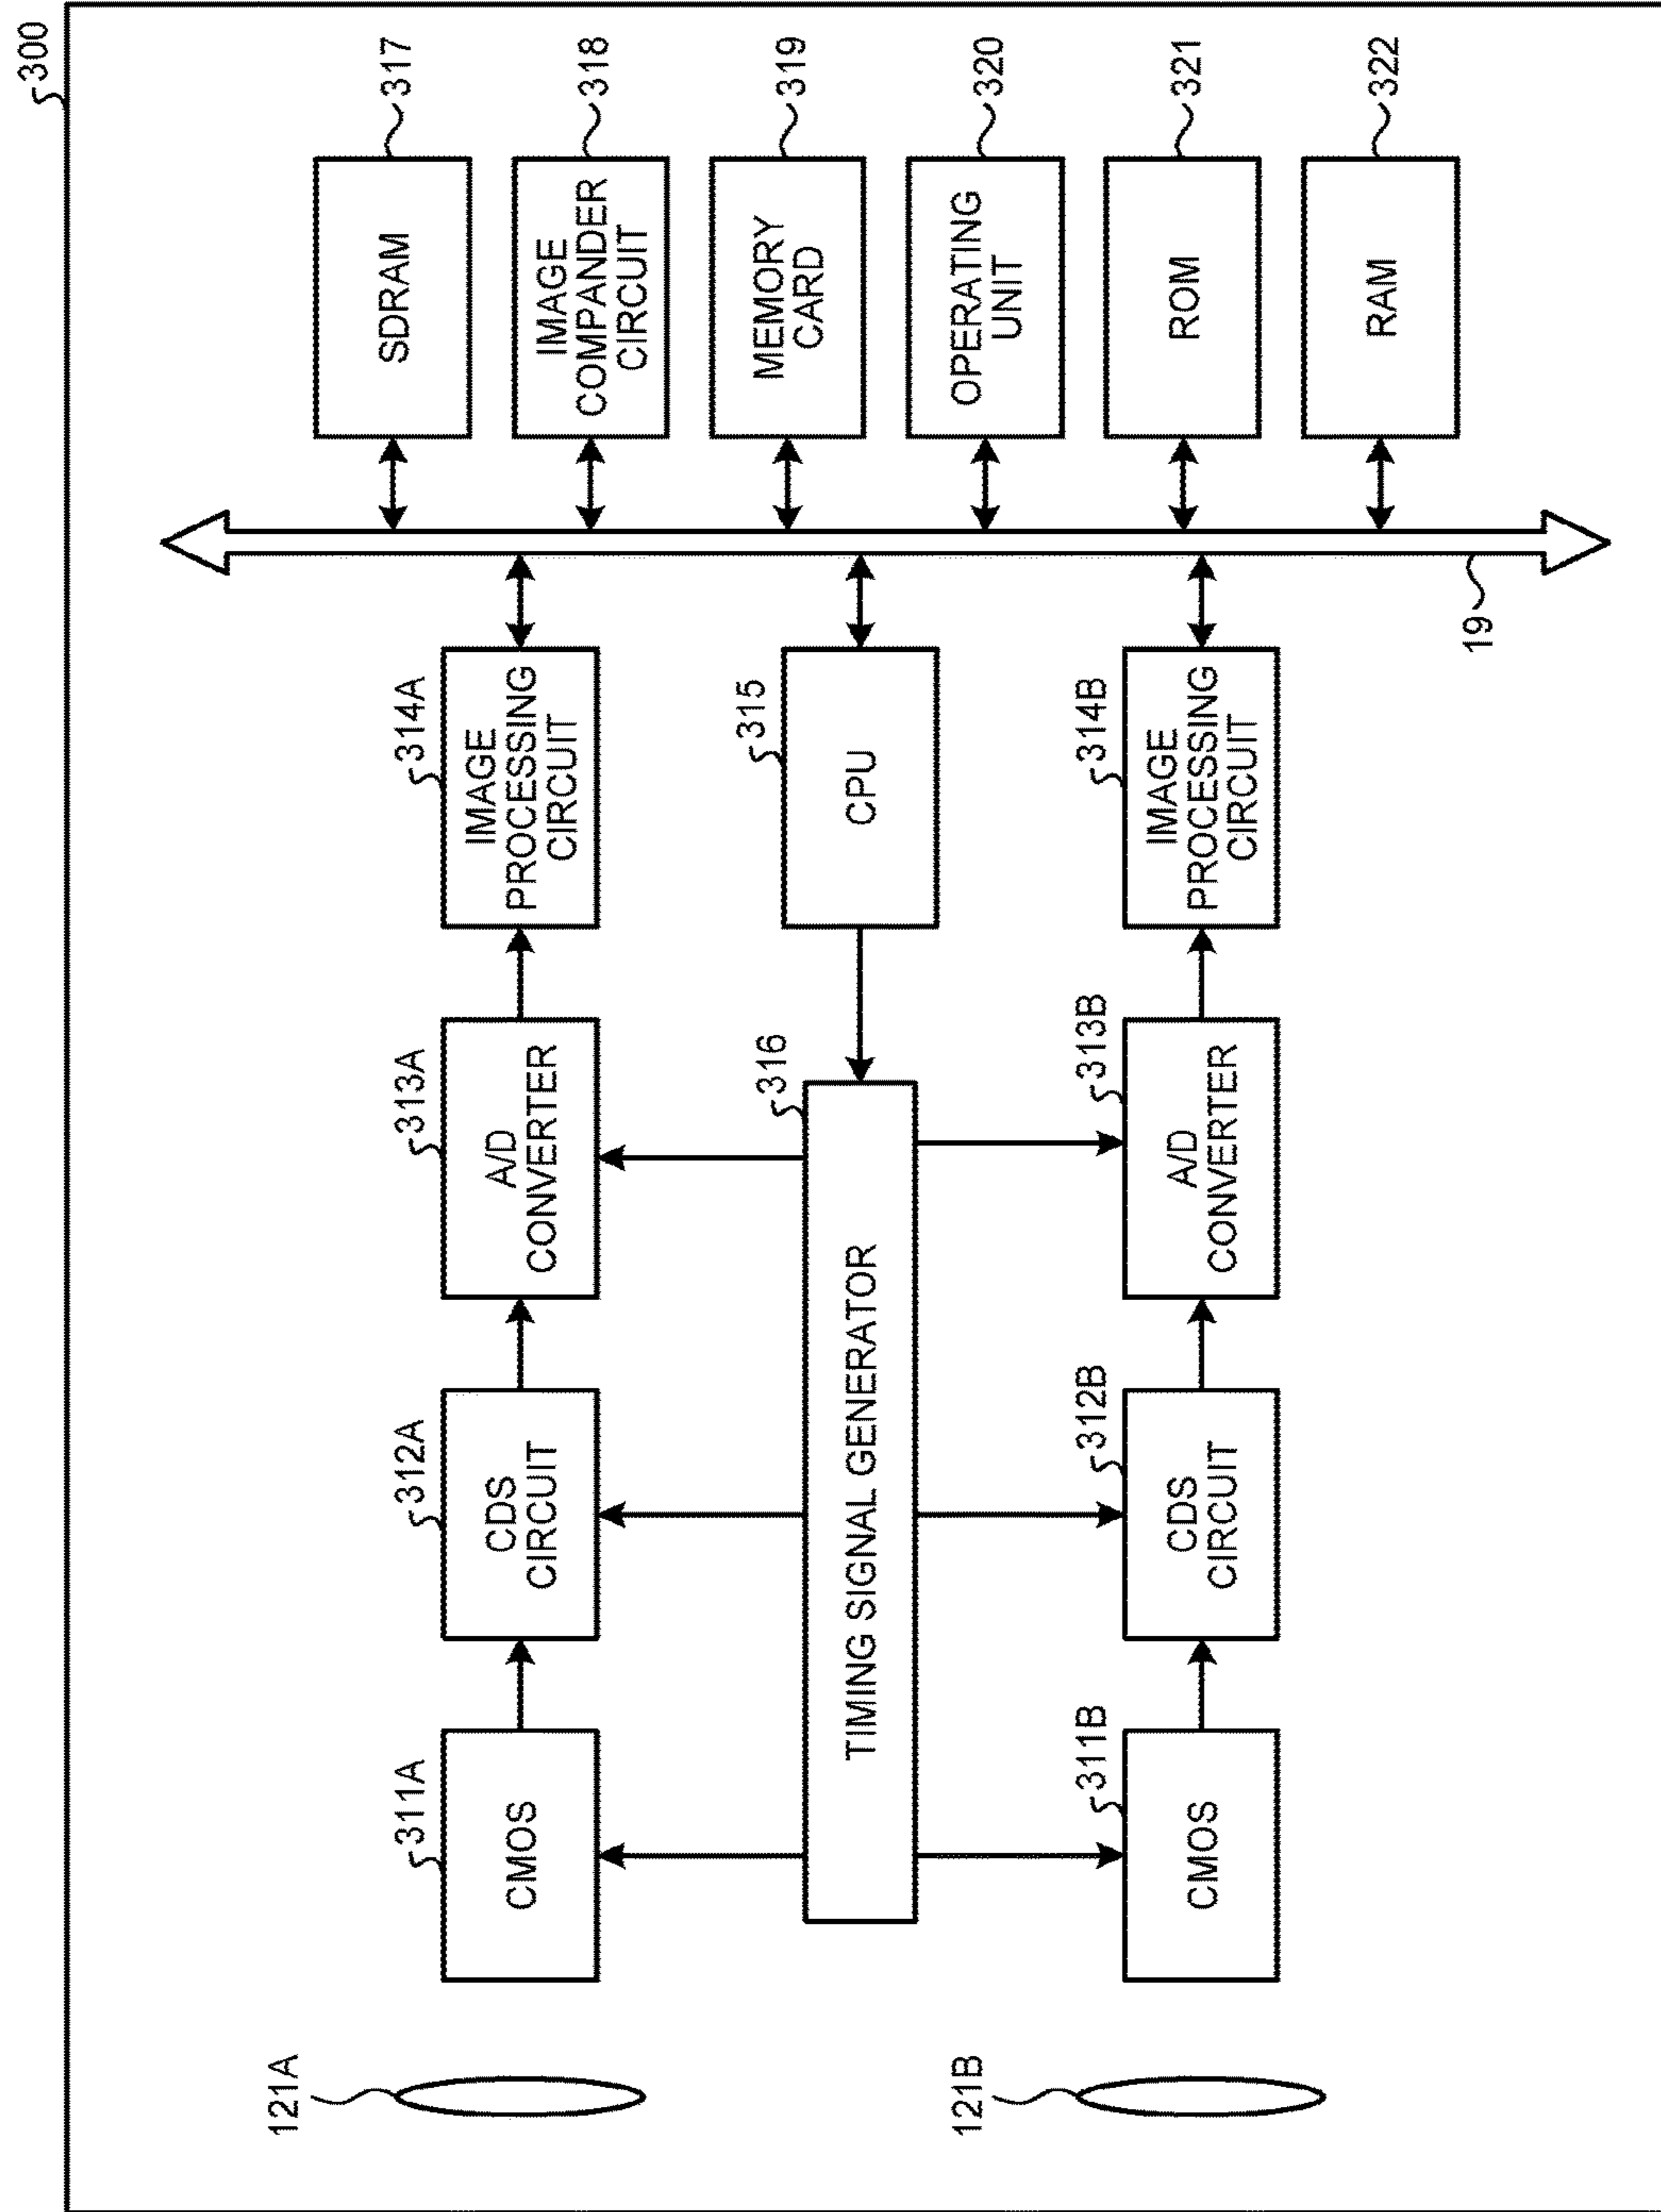 300
121A
311A
312A
313A
314A
CMOS
CDS
CIRCUIT
A/D
CONVERTER
IMAGE
PROCESSING
CIRCUIT
SDRAM
317
IMAGE
COMPANDER
CIRCUIT
318
316
315
TIMING SIGNAL GENERATOR
CPU
MEMORY
CARD
319
OPERATING
UNIT
320
121B
311B
312B
313B
314B
CMOS
CDS
CIRCUIT
A/D
CONVERTER
IMAGE
PROCESSING
CIRCUIT
ROM
321
RAM
322
19